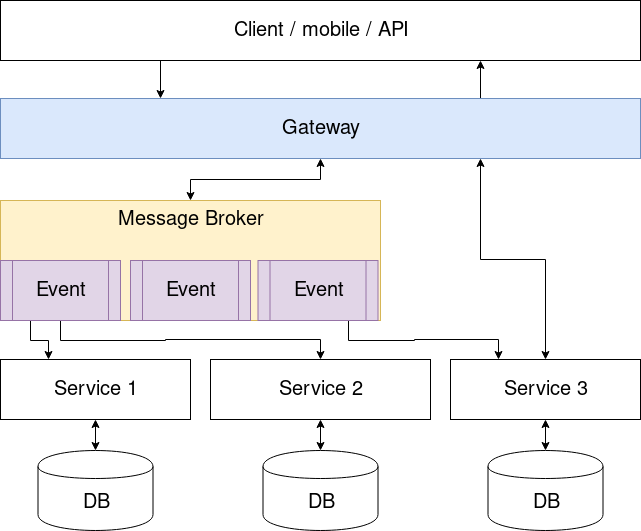 Client / mobile / API
Gateway
Message Broker
Event
Event
Event
Service 1
Service 2
Service 3
DB
DB
DB